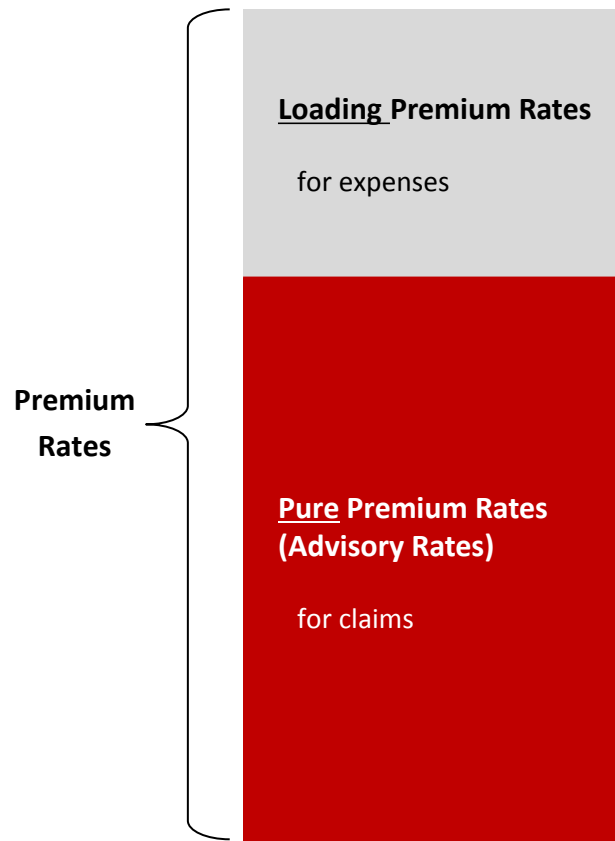 Loading Premium Rates
for expenses
Premium
Rates
Pure Premium Rates
(Advisory Rates)
for claims